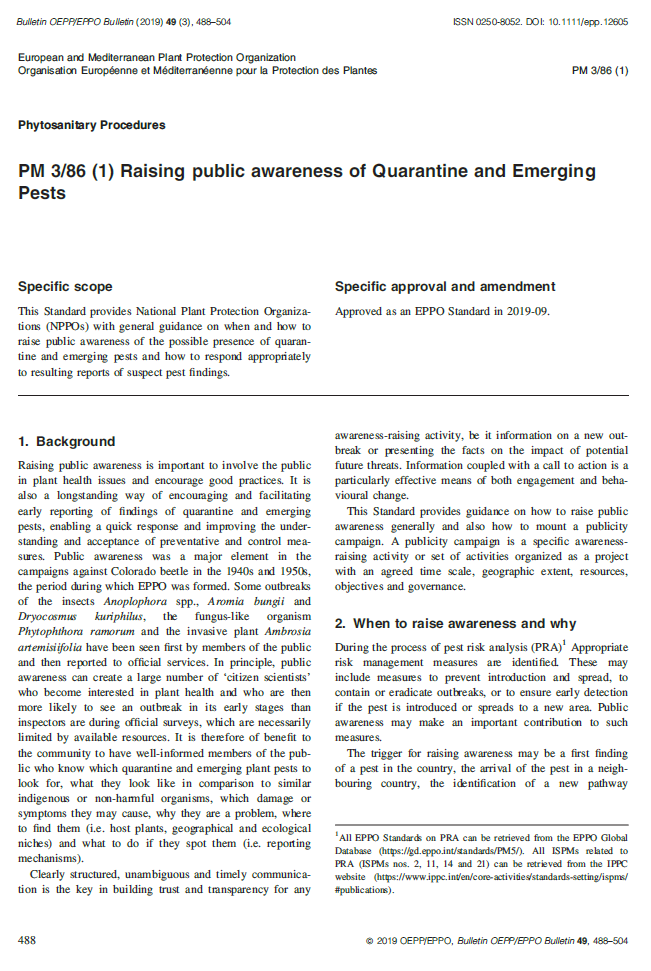 Bulletin OEPP/EPPO Bulletin (2019) 49 (3), 488–504
ISSN 0250-8052. DOI: 10.1111/epp.12605
European and Mediterranean Plant Protection Organization
Organisation Européenne et Méditerranéenne pour la Protection des Plantes
PM 3/86 (1)
Phytosanitary Procedures
PM 3/86 (1) Raising public awareness of Quarantine and Emerging
Pests
Specific scope
This Standard provides National Plant Protection Organiza-
tions (NPPOs) with general guidance on when and how to
raise public awareness of the possible presence of quaran-
tine and emerging pests and how to respond appropriately
to resulting reports of suspect pest findings.
Specific approval and amendment
Approved as an EPPO Standard in 2019-09.
1. Background
Raising public awareness is important to involve the public
in plant health issues and encourage good practices. It is
also a longstanding way of encouraging and facilitating
early reporting of findings of quarantine and emerging
pests, enabling a quick response and improving the under-
standing and acceptance of preventative and control mea-
sures. Public awareness was a major element in the
campaigns against Colorado beetle in the 1940s and 1950s,
the period during which EPPO was formed. Some outbreaks
of the insects Anoplophora spp., Aromia bungii and
Dryocosmus kuriphilus, the fungus-like organism
Phytophthora ramorum and the invasive plant Ambrosia
artemisiifolia have been seen first by members of the public
and then reported to official services. In principle, public
awareness can create a large number of ‘citizen scientists’
who become interested in plant health and who are then
more likely to see an outbreak in its early stages than
inspectors are during official surveys, which are necessarily
limited by available resources. It is therefore of benefit to
the community to have well-informed members of the pub-
lic who know which quarantine and emerging plant pests to
look for, what they look like in comparison to similar
indigenous or non-harmful organisms, which damage or
symptoms they may cause, why they are a problem, where
to find them (i.e. host plants, geographical and ecological
niches) and what to do if they spot them (i.e. reporting
mechanisms).
Clearly structured, unambiguous and timely communica-
tion is the key in building trust and transparency for any
awareness-raising activity, be it information on a new out-
break or presenting the facts on the impact of potential
future threats. Information coupled with a call to action is a
particularly effective means of both engagement and beha-
vioural change.
This Standard provides guidance on how to raise public
awareness generally and also how to mount a publicity
campaign. A publicity campaign is a specific awareness-
raising activity or set of activities organized as a project
with an agreed time scale, geographic extent, resources,
objectives and governance.
2. When to raise awareness and why
During the process of pest risk analysis (PRA)1 Appropriate
risk management measures are identified. These may
include measures to prevent introduction and spread, to
contain or eradicate outbreaks, or to ensure early detection
if the pest is introduced or spreads to a new area. Public
awareness may make an important contribution to such
measures.
The trigger for raising awareness may be a first finding
of a pest in the country, the arrival of the pest in a neigh-
bouring country, the identification of a new pathway
1All EPPO Standards on PRA can be retrieved from the EPPO Global
Database (https://gd.eppo.int/standards/PM5/). All ISPMs related to
PRA (ISPMs nos. 2, 11, 14 and 21) can be retrieved from the IPPC
website (https://www.ippc.int/en/core-activities/standards-setting/ispms/
#publications).
488
© 2019 OEPP/EPPO, Bulletin OEPP/EPPO Bulletin 49, 488–504